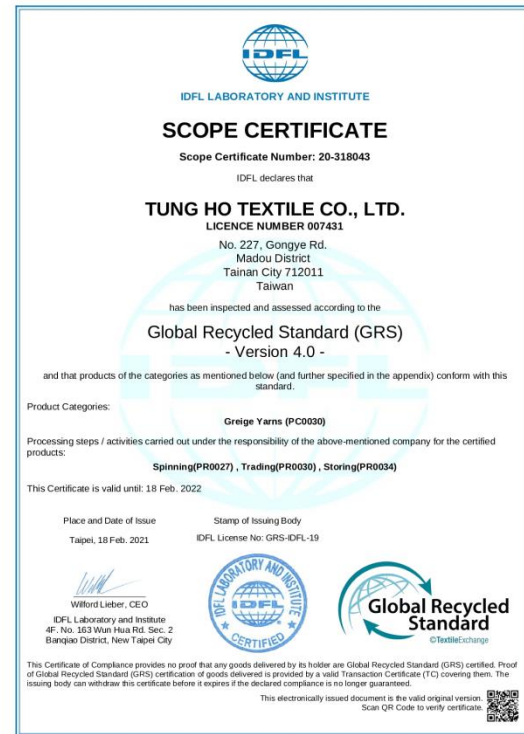 IDFL
IDFL LABORATORY AND INSTITUTE
SCOPE CERTIFICATE
Scope Certificate Number: 20-318043
IDFL declares that
TUNG HO TEXTILE CO., LTD.
LICENCE NUMBER 007431
No. 227, Gongye Rd.
Madou District
Tainan City 712011
Taiwan
has been inspected and assessed according to the
Global Recycled Standard (GRS)
- Version 4.0 -
and that products of the categories as mentioned below (and further specified in the appendix) conform with this
standard.
Product Categories:
Greige Yarns (PC0030)
Processing steps / activities carried out under the responsibility of the above-mentioned company for the certified
products:
Spinning(PR0027) , Trading(PR0030) , Storing(PR0034)
This Certificate is valid until: 18 Feb. 2022
Place and Date of Issue
Stamp of Issuing Body
Taipei, 18 Feb. 2021
IDFL License No: GRS-IDFL-19
Wilford Lieber, CEO
IDFL Laboratory and Institute
4F. No. 163 Wun Hua Rd. Sec. 2
Banqiao District, New Taipei City
IDFL LABORATORY AND INSTITUTE
IDFL
CERTIFIED
Global Recycled
Standard
©TextileExchange
This Certificate of Compliance provides no proof that any goods delivered by its holder are Global Recycled Standard (GRS) certified. Proof
of Global Recycled Standard (GRS) certification of goods delivered is provided by a valid Transaction Certificate (TC) covering them. The
issuing body can withdraw this certificate before it expires if the declared compliance is no longer guaranteed.
This electronically issued document is the valid original version.
Scan QR Code to verify certificate.